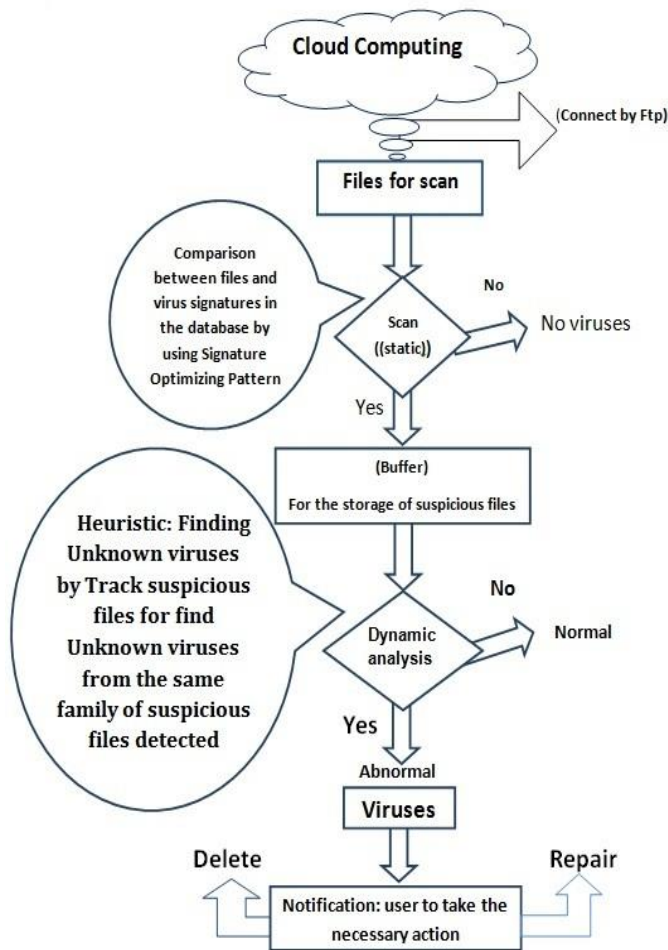 Cloud Computing
(Connect by Ftp)
Files for scan
Comparison
between files and
virus signatures in
the database by
using Signature
Optimizing Pattern
No
Scan
((static))
No viruses
Yes
(Buffer)
For the storage of suspicious files
Heuristic: Finding
Unknown viruses
by Track suspicious
files for find
Unknown viruses
from the same
family of suspicious
files detected
No
Dynamic
analysis
Normal
Yes
Abnormal
Viruses
Delete
Repair
Notification: user to take the
necessary action